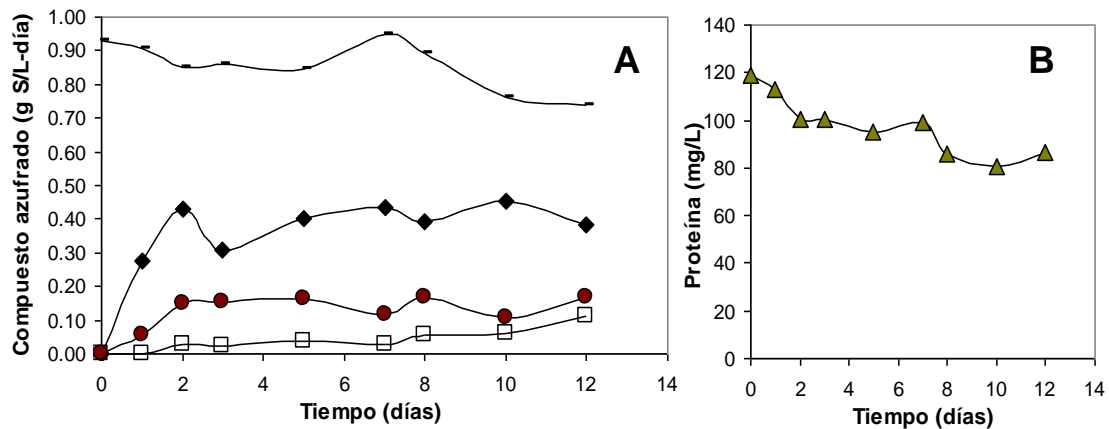 A
Compuesto azufrado (g S/L-día)
1.00
0.90
0.80
0.70
0.60
0.50
0.40
0.30
0.20
0.10
0.00
0 2 4 6 8 10 12 14
Tiempo (días)
B
Proteína (mg/L)
140
120
100
80
60
40
20
0
0 2 4 6 8 10 12 14
Tiempo (días)